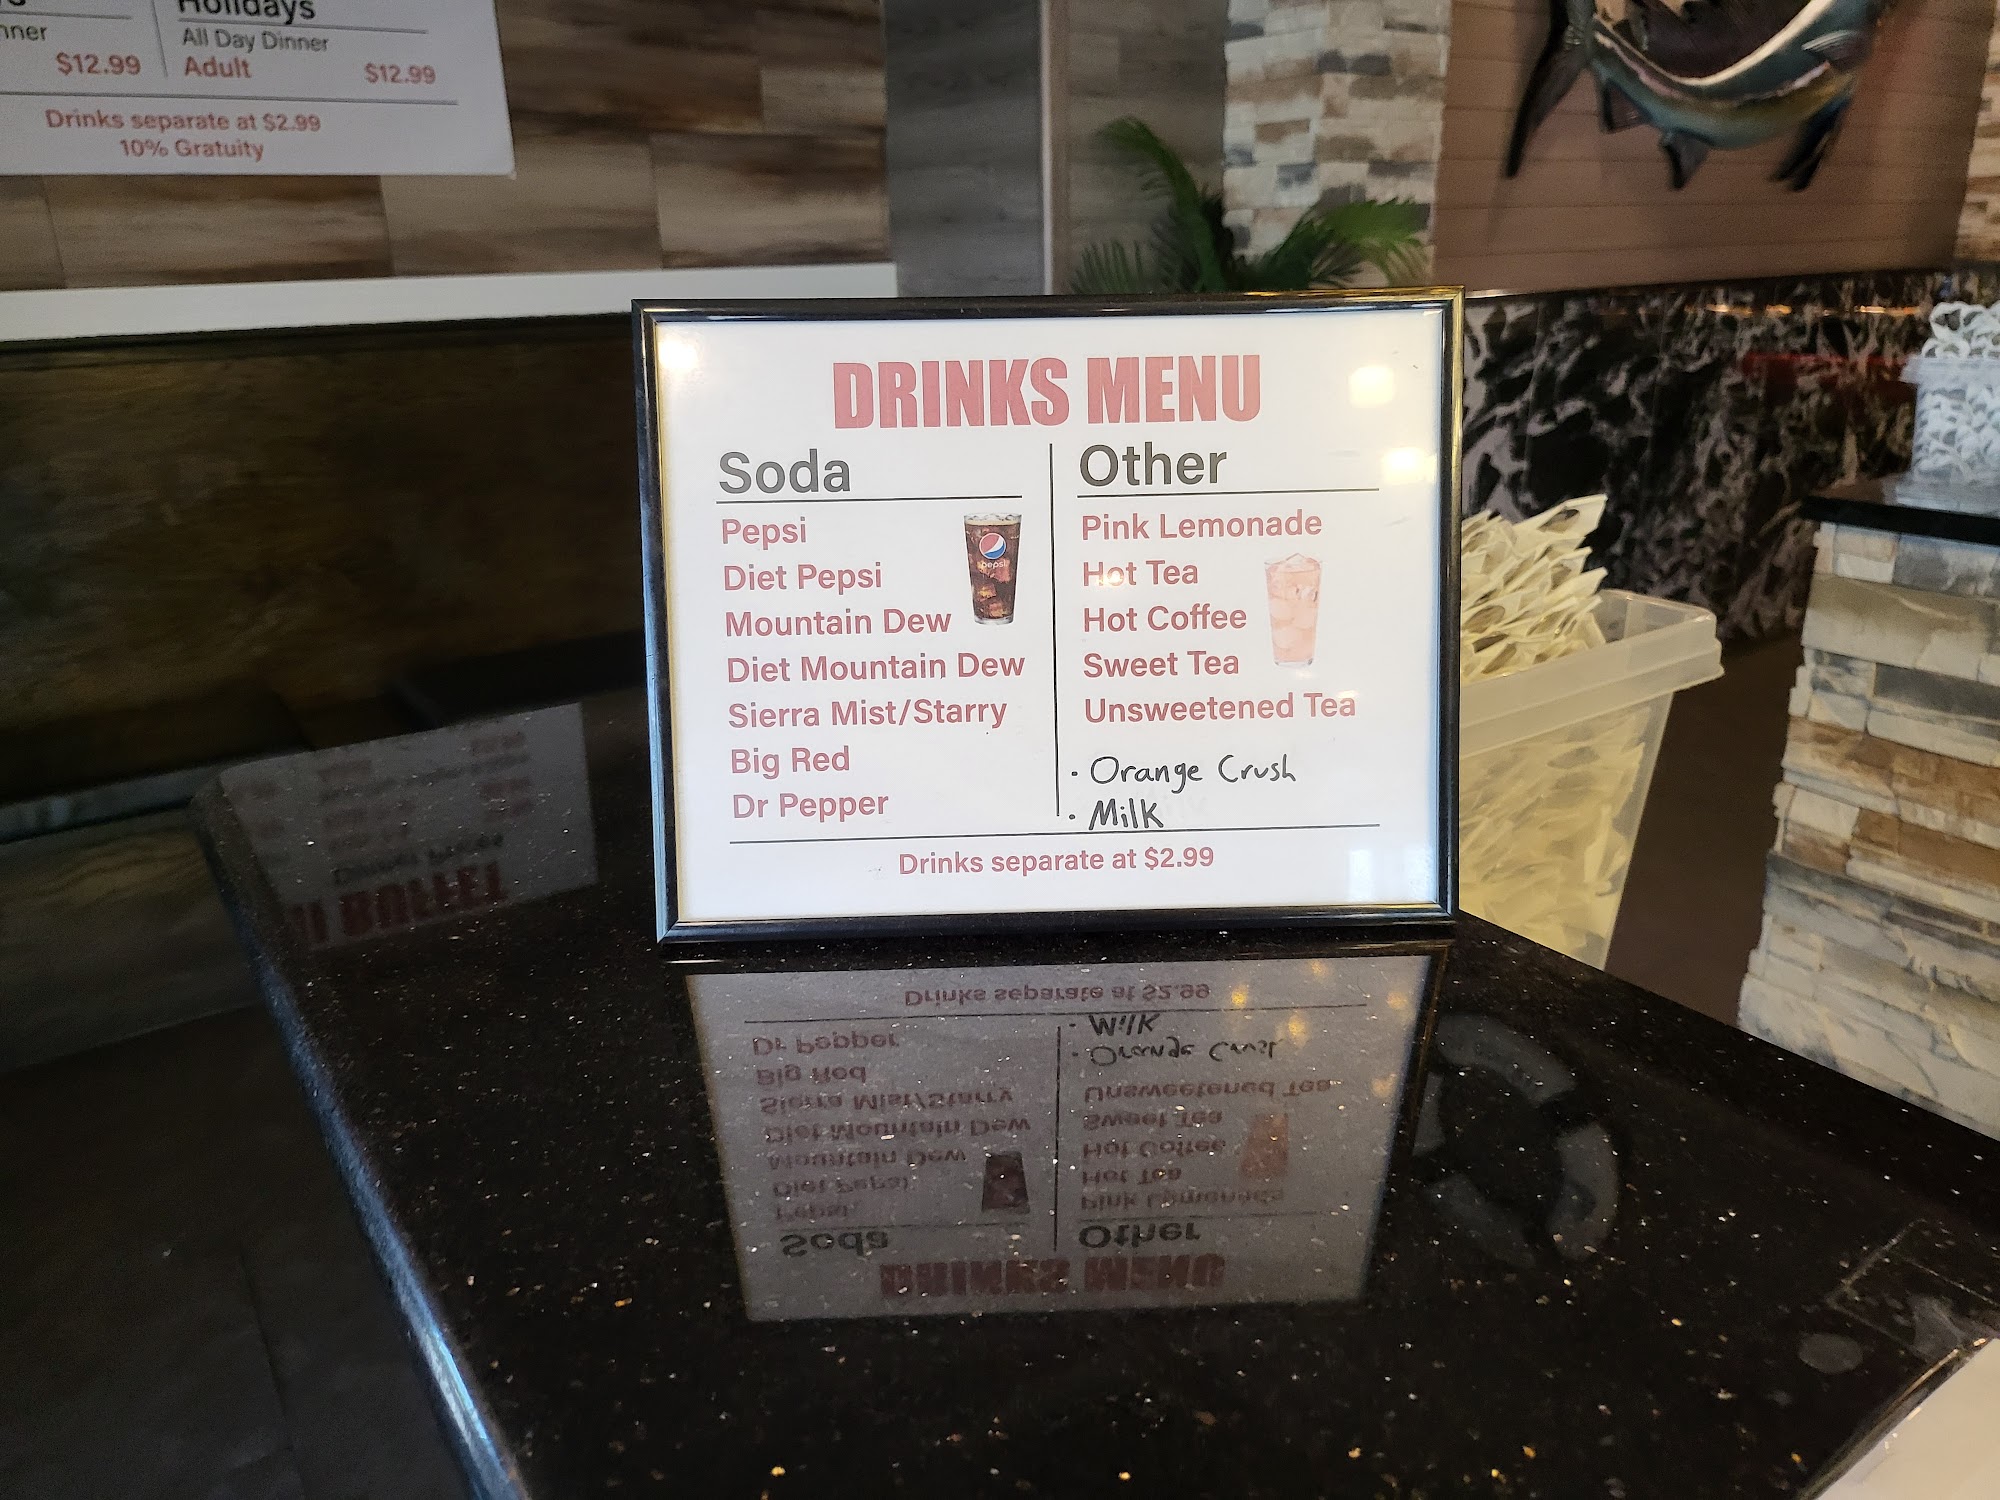 Holidays
nner
All Day Dinner
$12.99
Adult $12.99
Drinks separate at $2.99
10% Gratuity
DRINKS MENU
Soda
Pepsi
Diet Pepsi
Mountain Dew
Diet Mountain Dew
Sierra Mist/Starry
Big Red
Dr Pepper
pepsi
Other
Pink Lemonade
Hot Tea
Hot Coffee
Sweet Tea
Unsweetened Tea
· Orange Crush
· Milk
Drinks separate at $2.99